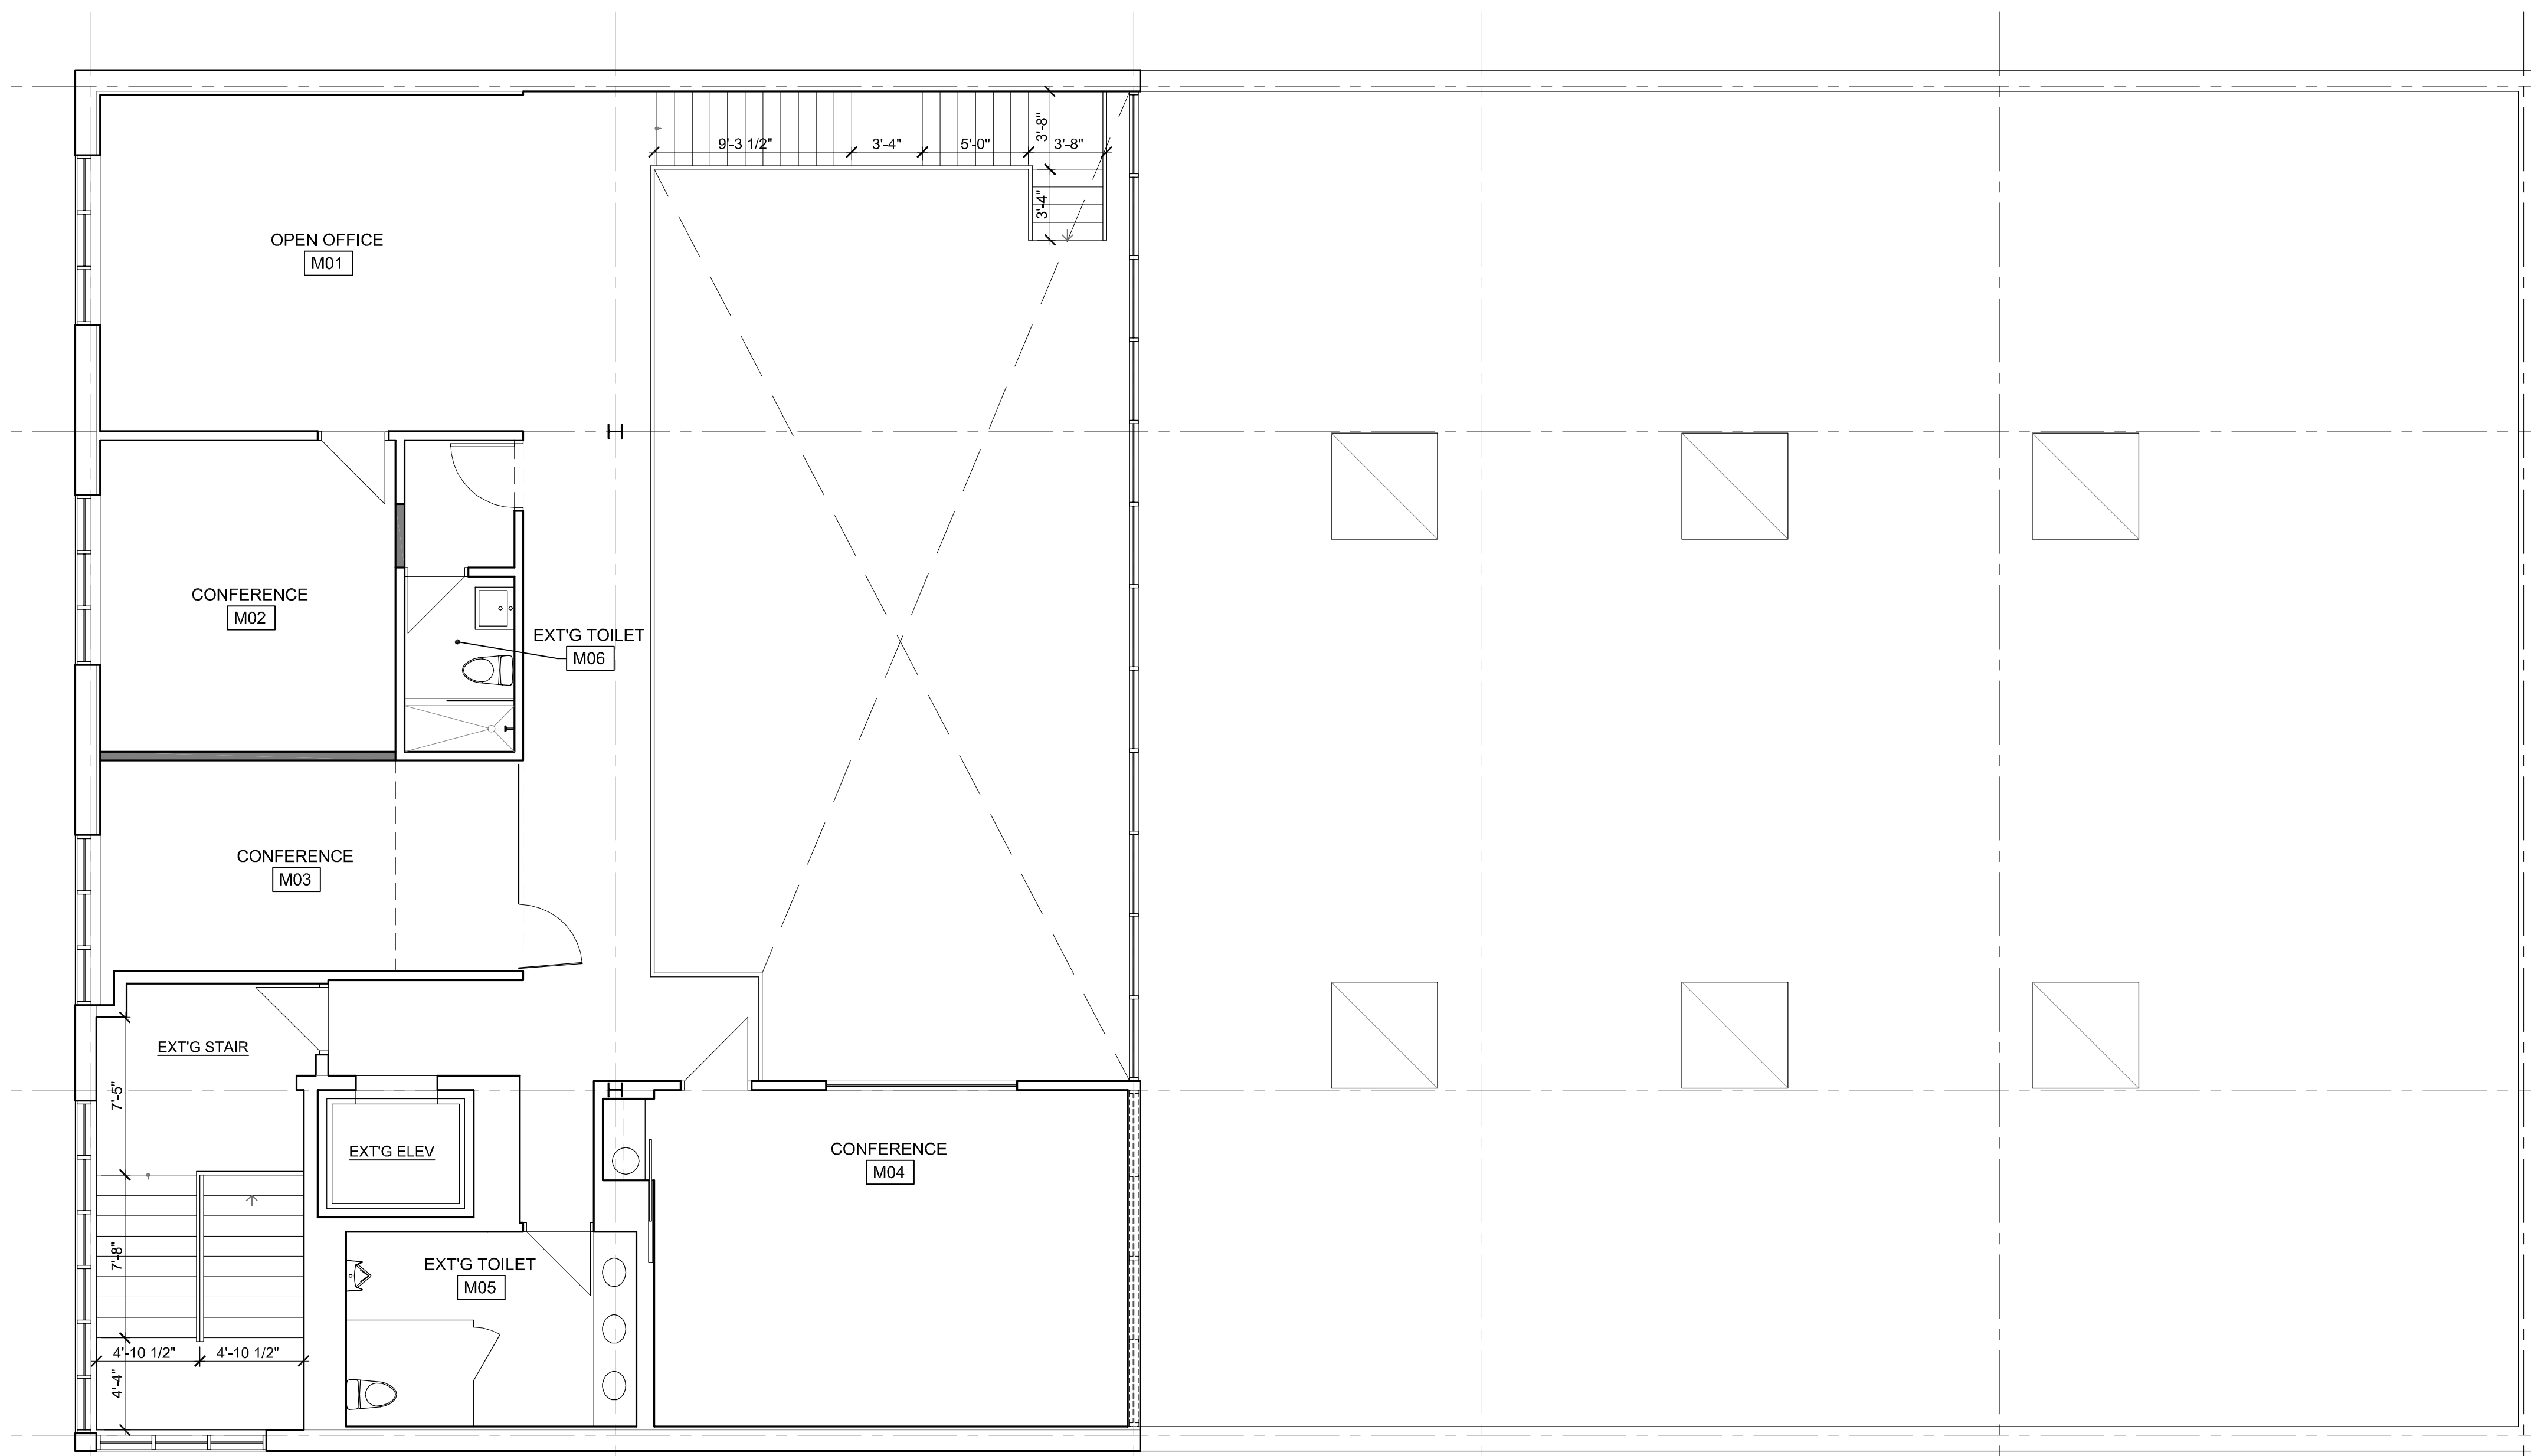 3'-8"
9'-3 1/2"
3'-4"
5'-0"
3'-8"
3'-4"
OPEN OFFICE
M01
CONFERENCE
M02
EXT'G TOILET
M06
CONFERENCE
M03
EXT'G STAIR
7'-5"
EXT'G ELEV
CONFERENCE
M04
7'-8"
EXT'G TOILET
M05
4'-10 1/2"
4'-10 1/2"
4'-4"